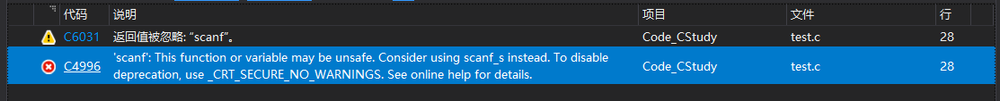 代码 说明 项目 文件 行
C6031 返回值被忽略: “scanf”。 Code_CStudy test.c 28
C4996 'scanf': This function or variable may be unsafe. Consider using scanf_s instead. To disable Code_CStudy test.c 28
deprecation, use _CRT_SECURE_NO_WARNINGS. See online help for details.